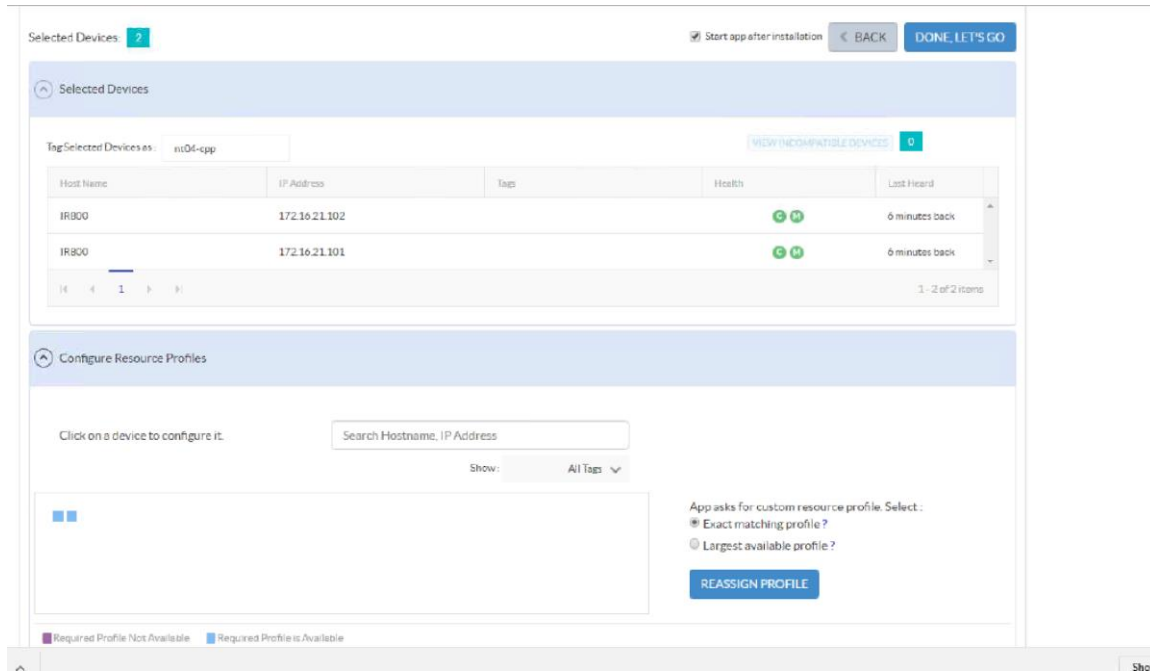 Selected Devices: 2
Start app after installation
BACK
DONE, LET'S GO
Selected Devices
Tag Selected Devices as: nt04-cpp
VIEW INCOMPATIBLE DEVICES 0
Host Name IP Address Tags Health Last Heard
IR800 172.16.21.102 6 minutes back
IR800 172.16.21.101 6 minutes back
1
1 - 2 of 2 items
Configure Resource Profiles
Click on a device to configure it.
Search Hostname, IP Address
Show: All Tags
App asks for custom resource profile. Select :
Exact matching profile ?
Largest available profile ?
REASSIGN PROFILE
Required Profile Not Available Required Profile is Available
Sho